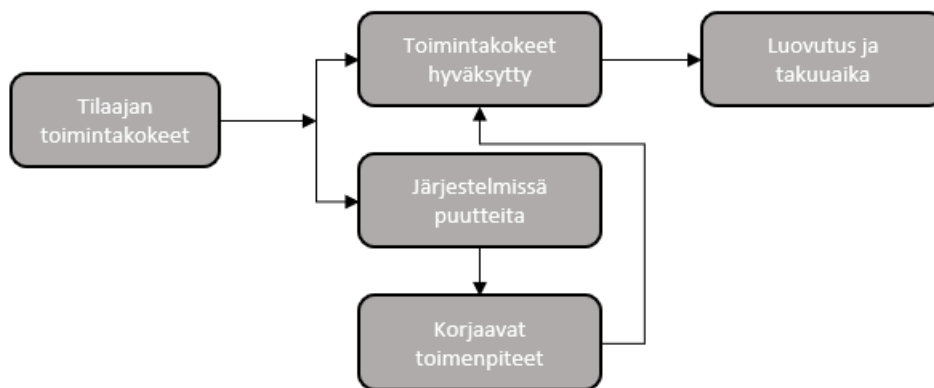 Tilaajan
toimintakokeet
Toimintakokeet
hyväksytty
Luovutus ja
takuuaika
Järjestelmissä
puutteita
Korjaavat
toimenpiteet